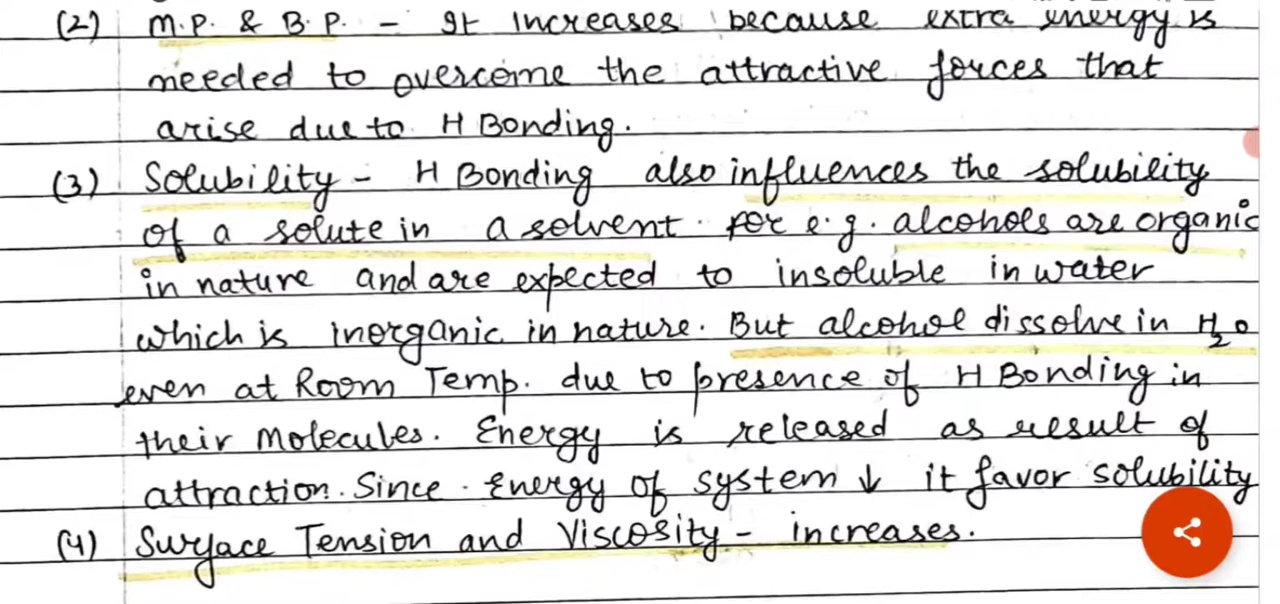 (2) M.P. & B.P. - It increases because extra energy is
needed to overcome the attractive forces that
arise due to H Bonding.
(3) Solubility - H Bonding also influences the solubility
of a solute in a solvent. for e.g. alcohols are organic
in nature and are expected to insoluble in water
which is inorganic in nature. But alcohol dissolve in H₂O
even at Room Temp. due to presence of H Bonding in
their molecules. Energy is released as result of
attraction. Since. Energy of system ↓ it favor solubility
(4) Surface Tension and Viscosity - increases.